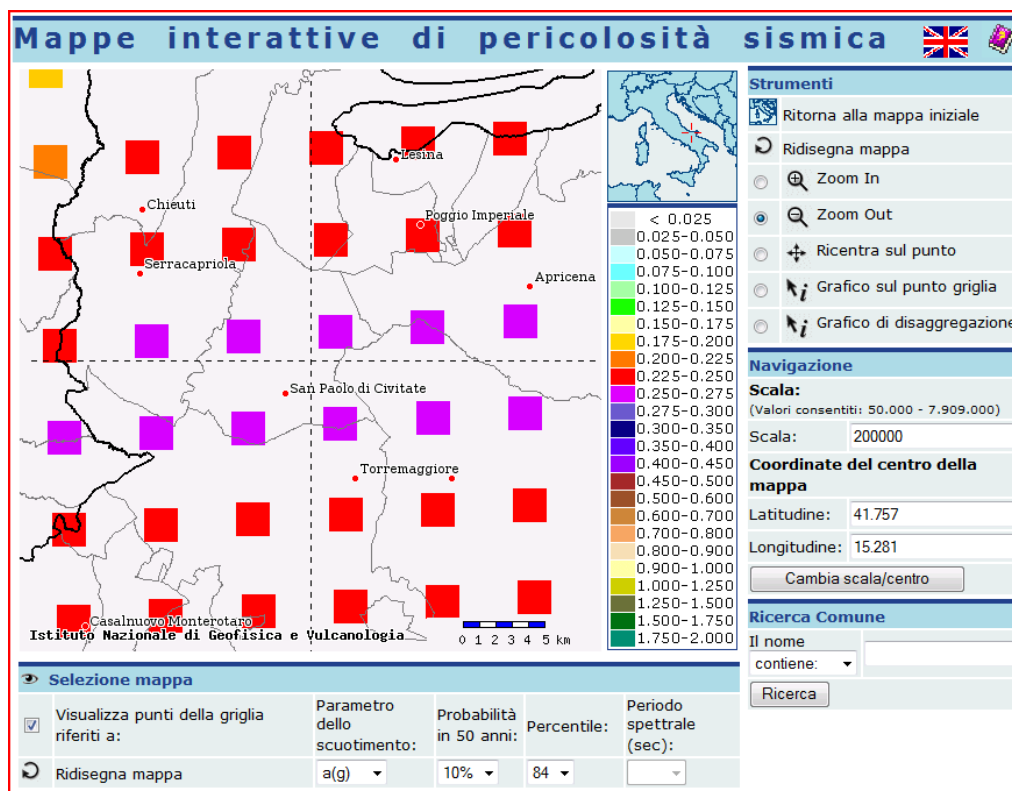 Mappe interattive di pericolosità sismica
Lesina
Chieuti
Poggio Imperiale
Serracapriola
Apricena
San Paolo di Civitate
Torremaggiore
Casalnuovo Monterotaro
Istituto Nazionale di Geofisica e Vulcanologia
0 1 2 3 4 5 km
< 0.025
0.025-0.050
0.050-0.075
0.075-0.100
0.100-0.125
0.125-0.150
0.150-0.175
0.175-0.200
0.200-0.225
0.225-0.250
0.250-0.275
0.275-0.300
0.300-0.350
0.350-0.400
0.400-0.450
0.450-0.500
0.500-0.600
0.600-0.700
0.700-0.800
0.800-0.900
0.900-1.000
1.000-1.250
1.250-1.500
1.500-1.750
1.750-2.000
Strumenti
Ritorna alla mappa iniziale
Ridisegna mappa
Zoom In
Zoom Out
Ricentra sul punto
Grafico sul punto griglia
Grafico di disaggregazione
Navigazione
Scala:
(Valori consentiti: 50.000 - 7.909.000)
Scala: 200000
Coordinate del centro della
mappa
Latitudine: 41.757
Longitudine: 15.281
Cambia scala/centro
Ricerca Comune
Il nome
contiene:
Ricerca
Selezione mappa
Visualizza punti della griglia
riferiti a:
Parametro
dello
scuotimento:
Probabilità
in 50 anni:
Percentile:
Periodo
spettrale
(sec):
Ridisegna mappa
a(g)
10%
84